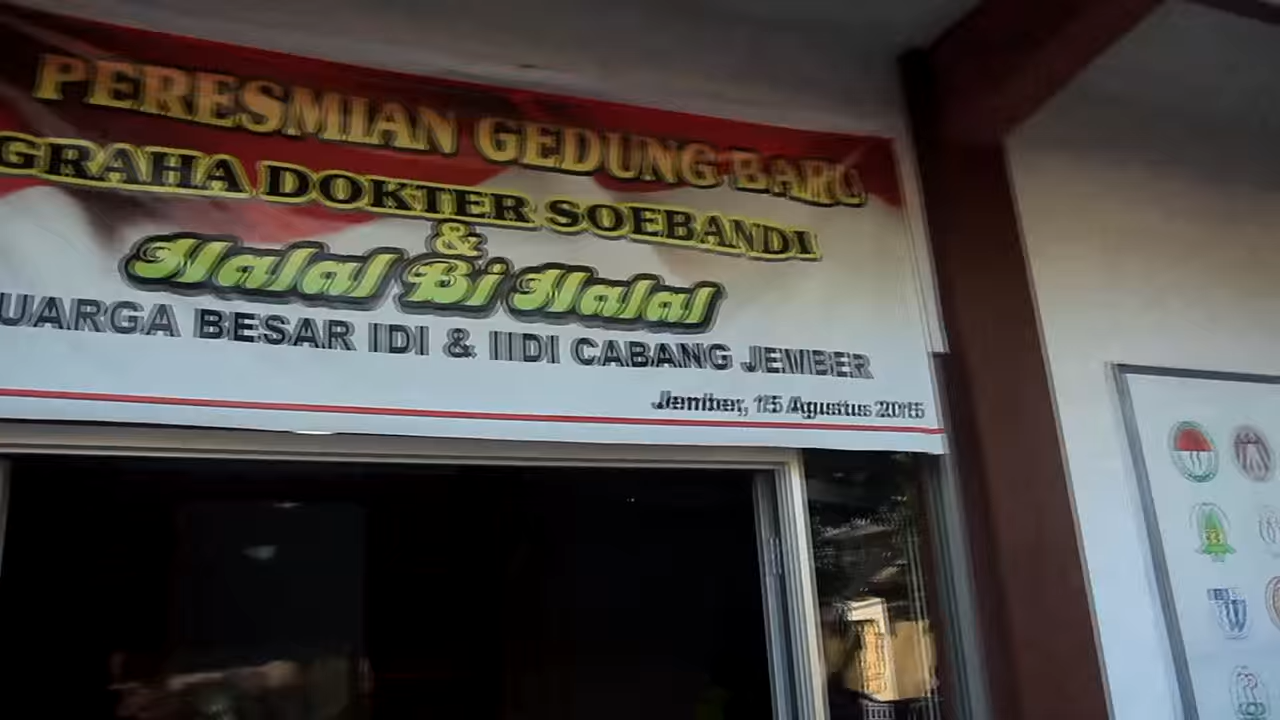 PERESMIAN GEDUNG BARU
GRAHA DOKTER SOEBANDI
&
Halal Bi Halal
UARGA BESAR IDI & IIDI CABANG JEMBER
Jember, 15 Agustus 2015